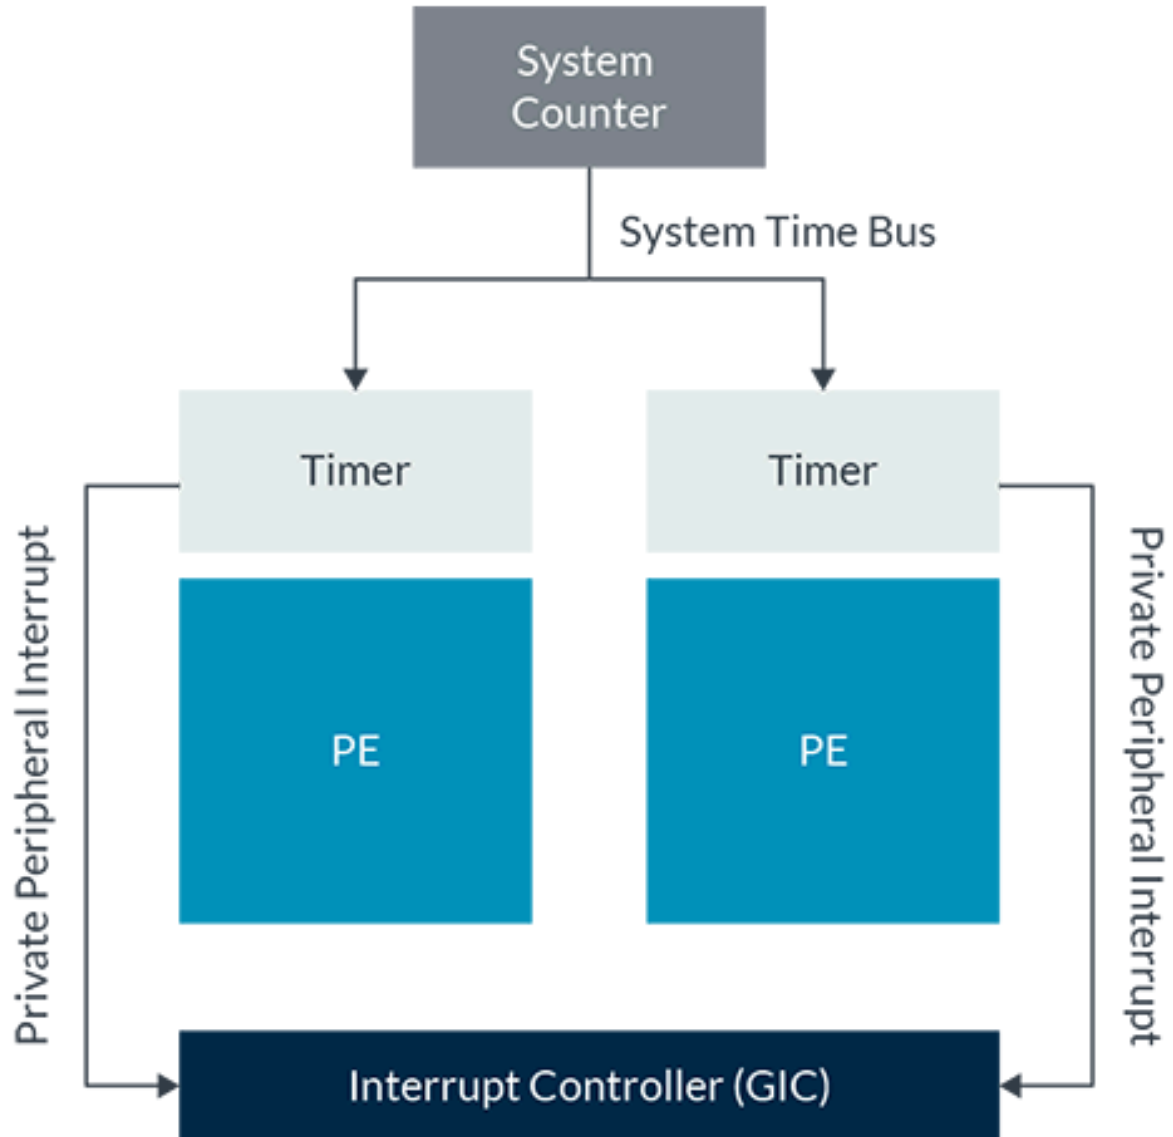 System
Counter
System Time Bus
Timer
Timer
Private Peripheral Interrupt
Private Peripheral Interrupt
PE
PE
Interrupt Controller (GIC)